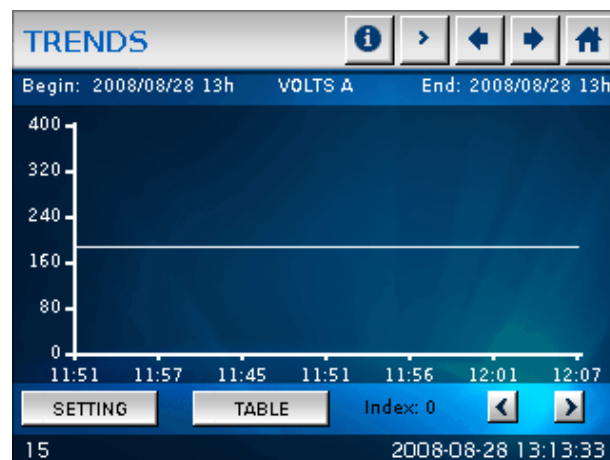 TRENDS
Begin: 2008/08/28 13h VOLTS A End: 2008/08/28 13h
400
320
240
160
80
0
11:51 11:57 11:45 11:51 11:56 12:01 12:07
SETTING TABLE Index: 0
15 2008-08-28 13:13:33